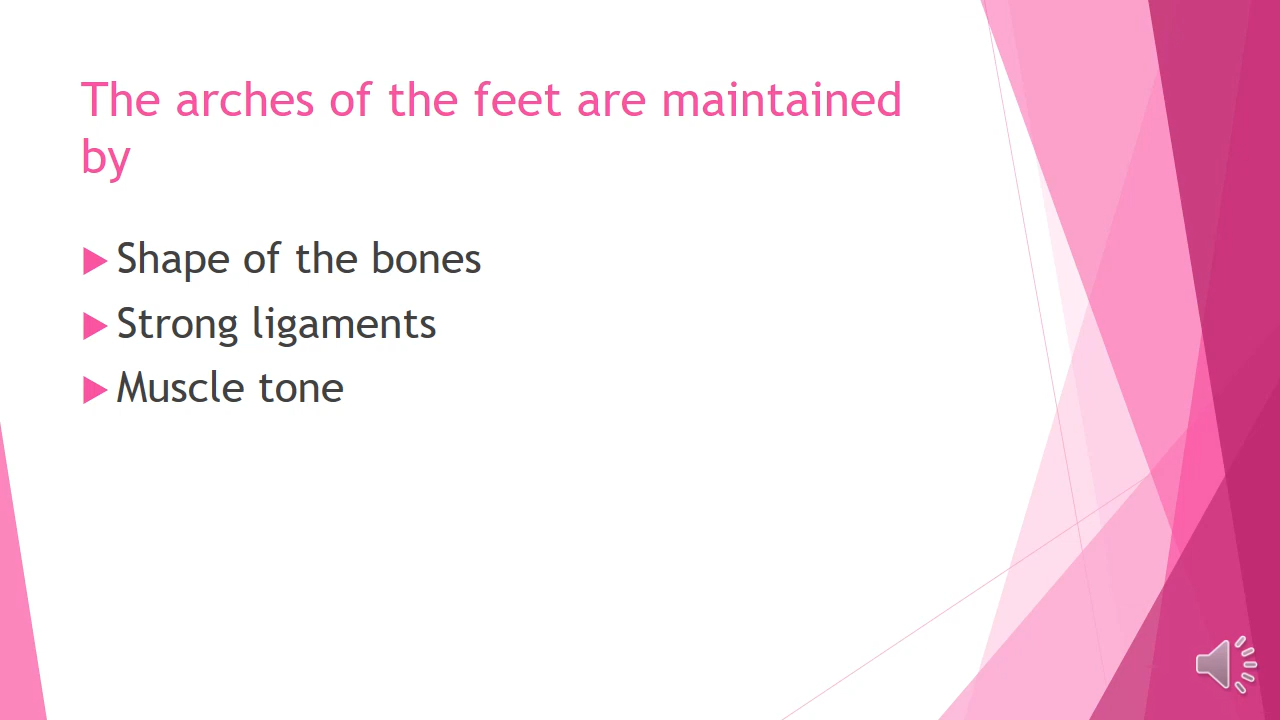 The arches of the feet are maintained
by
Shape of the bones
Strong ligaments
Muscle tone